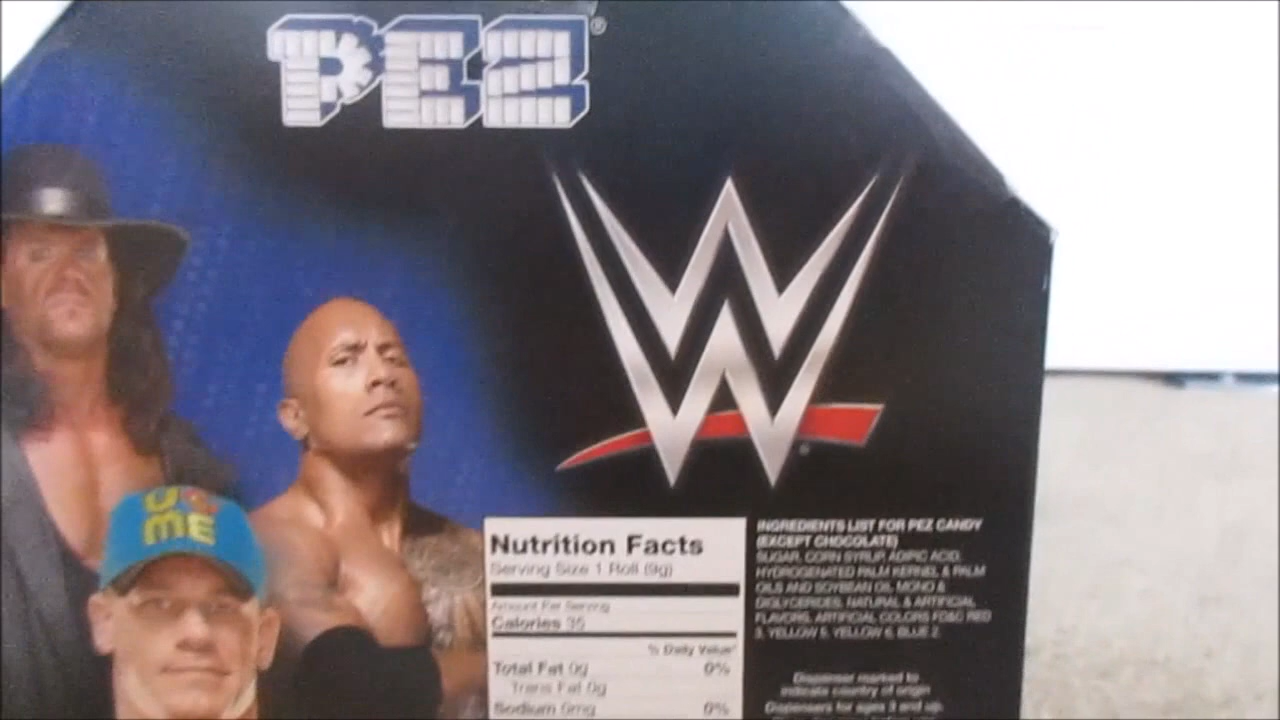 PEZ®
W
U C
ME
Nutrition Facts
Serving Size 1 Roll (9g)
Amount Per Serving
Calories 35
% Daily Value*
Total Fat 0g 0%
Trans Fat 0g
Sodium 0mg 0%
INGREDIENTS LIST FOR PEZ CANDY
(EXCEPT CHOCOLATE)
SUGAR, CORN SYRUP, ADIPIC ACID,
HYDROGENATED PALM KERNEL & PALM
OILS AND SOYBEAN OIL, MONO &
DIGLYCERIDES, NATURAL & ARTIFICIAL
FLAVORS, ARTIFICIAL COLORS FD&C RED
3, YELLOW 5, YELLOW 6, BLUE 2.
Dispenser marked to
indicate country of origin
Dispensers for ages 3 and up.